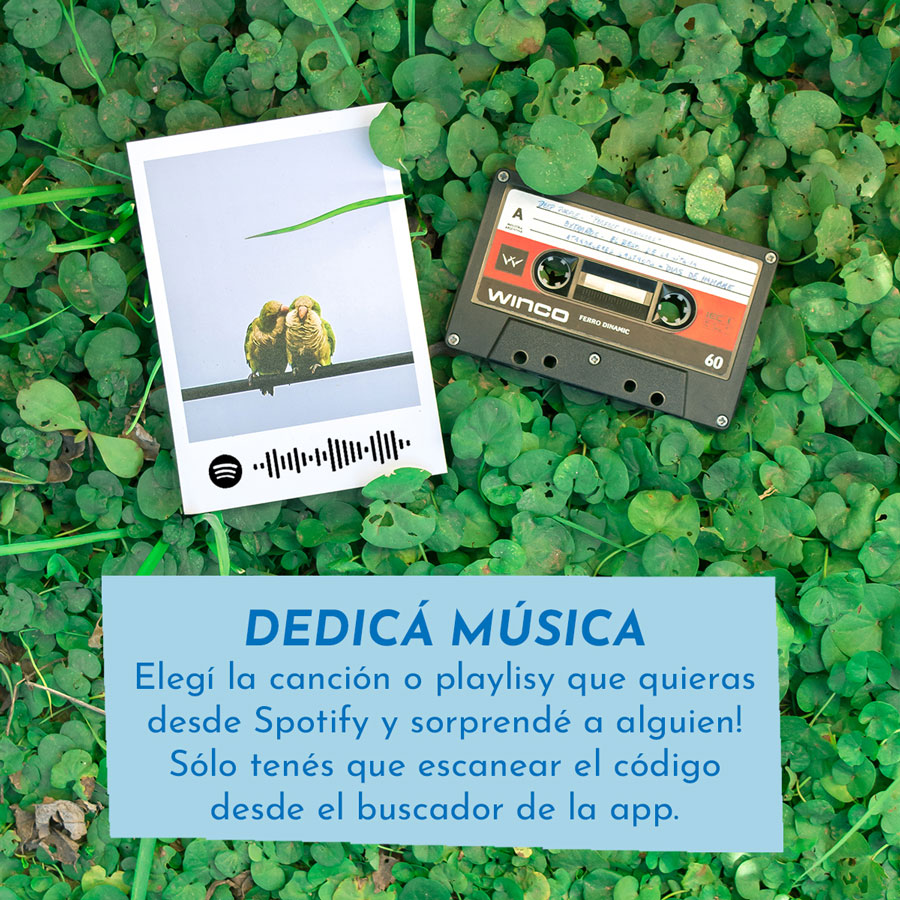 A
WINCO
FERRO DINAMIC
60
DEDICÁ MÚSICA
Elegí la canción o playlisy que quieras
desde Spotify y sorprendé a alguien!
Sólo tenés que escanear el código
desde el buscador de la app.